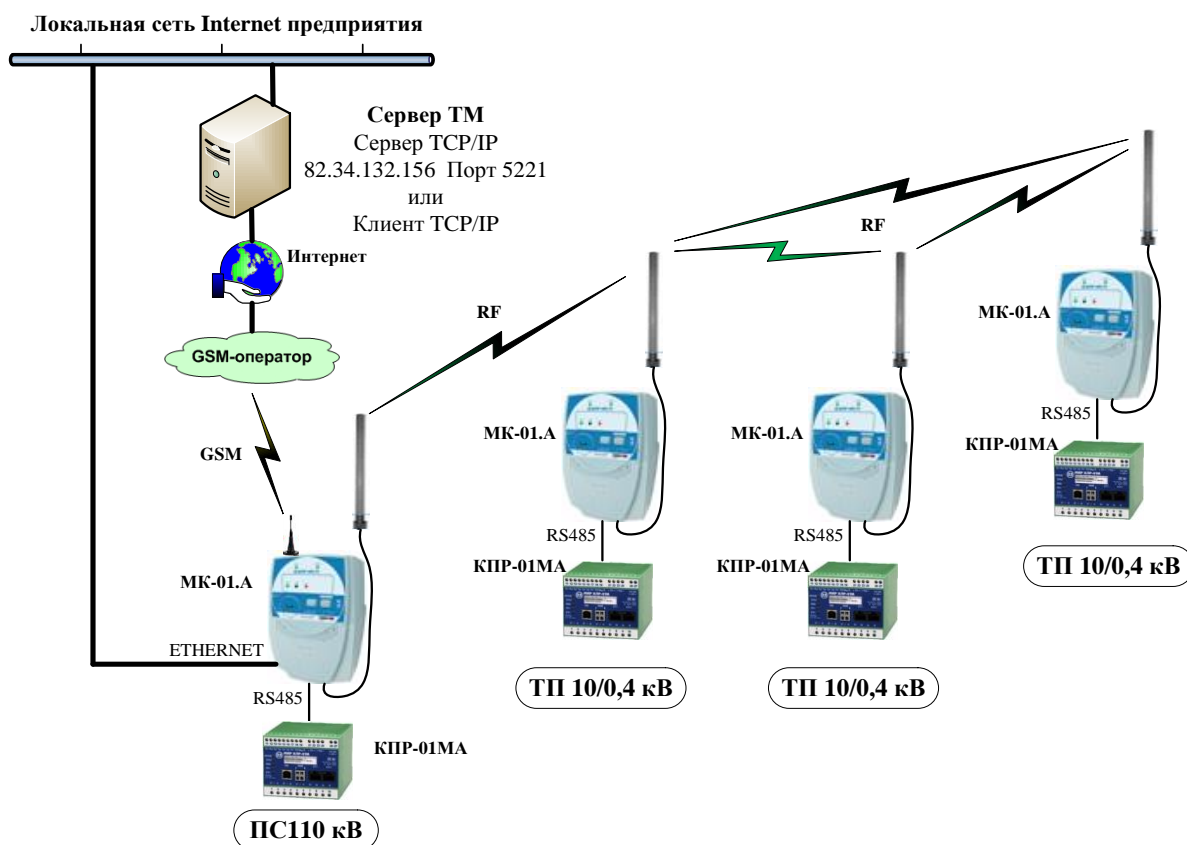 Локальная сеть Internet предприятия
Сервер ТМ
Сервер TCP/IP
82.34.132.156 Порт 5221
или
Клиент TCP/IP
Интернет
GSM-оператор
GSM
RF
RF
МК-01.А
ETHERNET
RS485
КПР-01МА
ПС110 кВ
МК-01.А
RS485
КПР-01МА
ТП 10/0,4 кВ
МК-01.А
RS485
КПР-01МА
ТП 10/0,4 кВ
МК-01.А
RS485
КПР-01МА
ТП 10/0,4 кВ